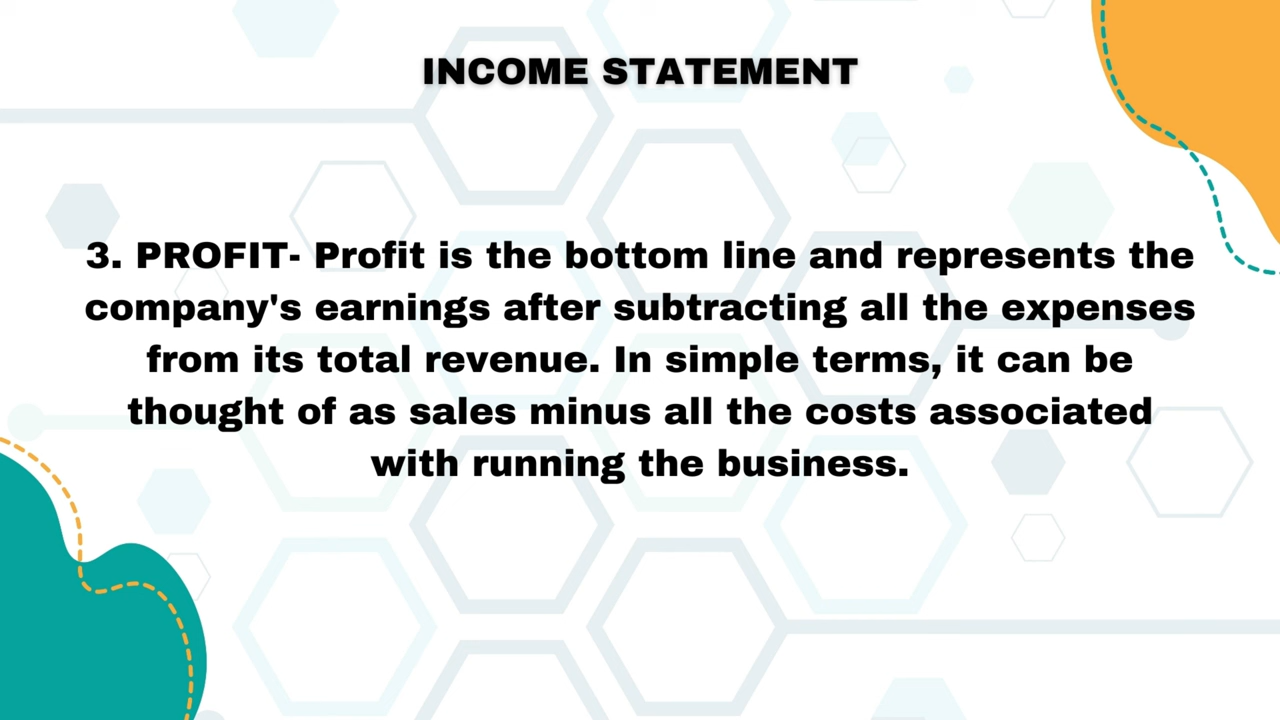 INCOME STATEMENT
3. PROFIT- Profit is the bottom line and represents the
company's earnings after subtracting all the expenses
from its total revenue. In simple terms, it can be
thought of as sales minus all the costs associated
with running the business.